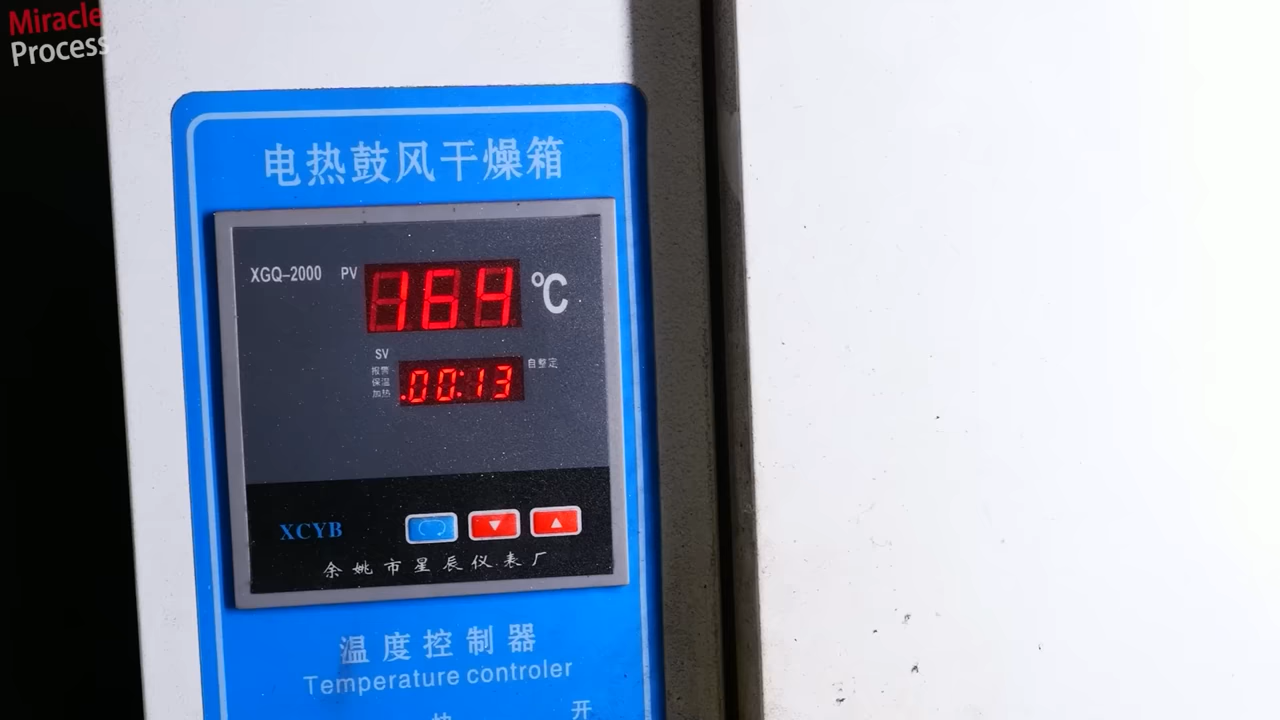 Miracle
Process
电热鼓风干燥箱
XGQ-2000 PV 164 ℃
SV
报警
保温
加热
.00:13
自整定
XCYB
余姚市星辰仪表厂
温度控制器
Temperature controler
开